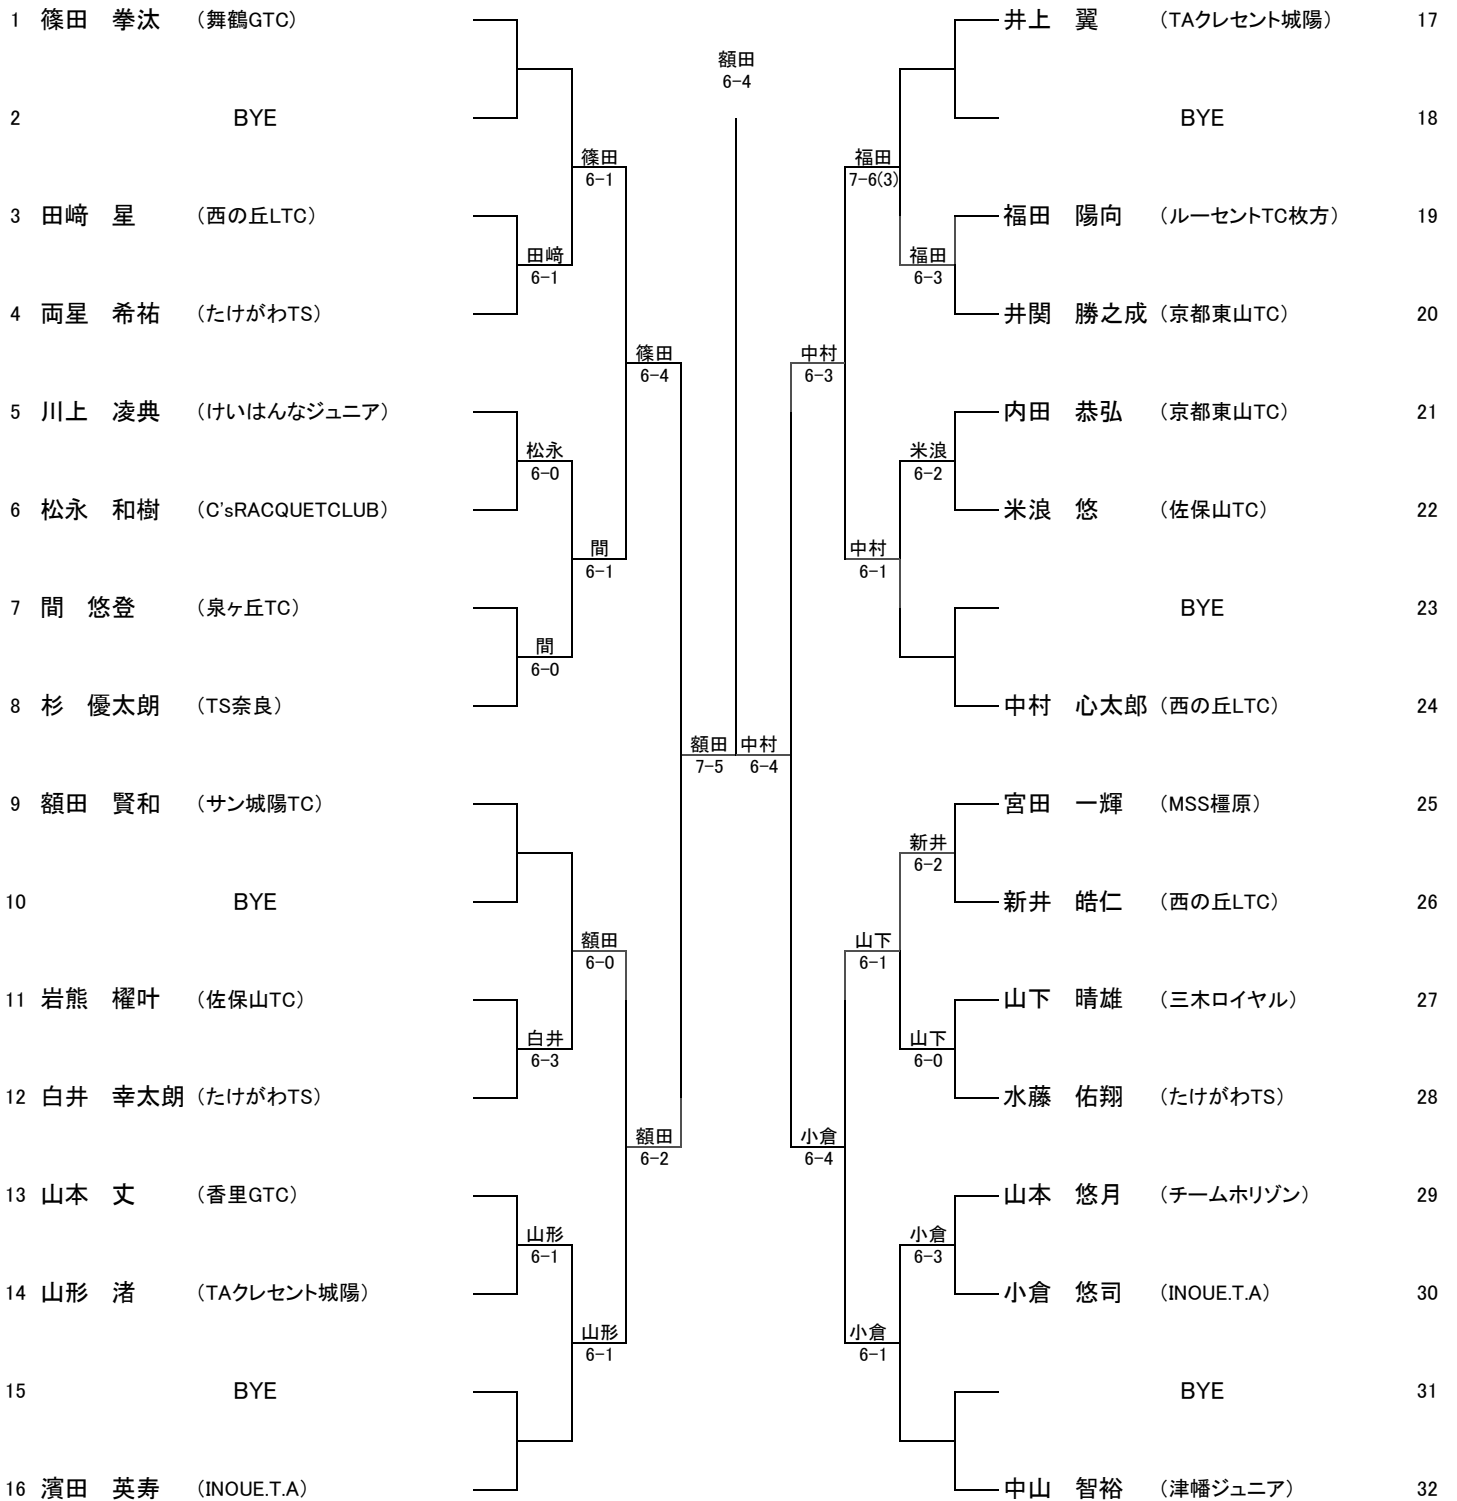 1 篠田　拳汰 （舞鶴GTC）
2 BYE
3 田﨑　星 （西の丘LTC）
4 両星　希祐 （たけがわTS）
5 川上　凌典 （けいはんなジュニア）
6 松永　和樹 （C'sRACQUETCLUB）
7 間　悠登 （泉ヶ丘TC）
8 杉　優太朗 （TS奈良）
9 額田　賢和 （サン城陽TC）
10 BYE
11 岩熊　櫂叶 （佐保山TC）
12 白井　幸太朗 （たけがわTS）
13 山本　丈 （香里GTC）
14 山形　渚 （TAクレセント城陽）
15 BYE
16 濱田　英寿 （INOUE.T.A）
田﨑
6-1
松永
6-0
間
6-0
白井
6-3
山形
6-1
篠田
6-1
間
6-1
額田
6-0
山形
6-1
篠田
6-4
額田
6-2
額田
7-5
額田
6-4
中村
6-4
中村
6-3
小倉
6-4
福田
7-6(3)
中村
6-1
山下
6-1
小倉
6-1
福田
6-3
米浪
6-2
新井
6-2
山下
6-0
小倉
6-3
井上　翼 （TAクレセント城陽） 17
BYE 18
福田　陽向 （ルーセントTC枚方） 19
井関　勝之成 （京都東山TC） 20
内田　恭弘 （京都東山TC） 21
米浪　悠 （佐保山TC） 22
BYE 23
中村　心太郎 （西の丘LTC） 24
宮田　一輝 （MSS橿原） 25
新井　皓仁 （西の丘LTC） 26
山下　晴雄 （三木ロイヤル） 27
水藤　佑翔 （たけがわTS） 28
山本　悠月 （チームホリゾン） 29
小倉　悠司 （INOUE.T.A） 30
BYE 31
中山　智裕 （津幡ジュニア） 32